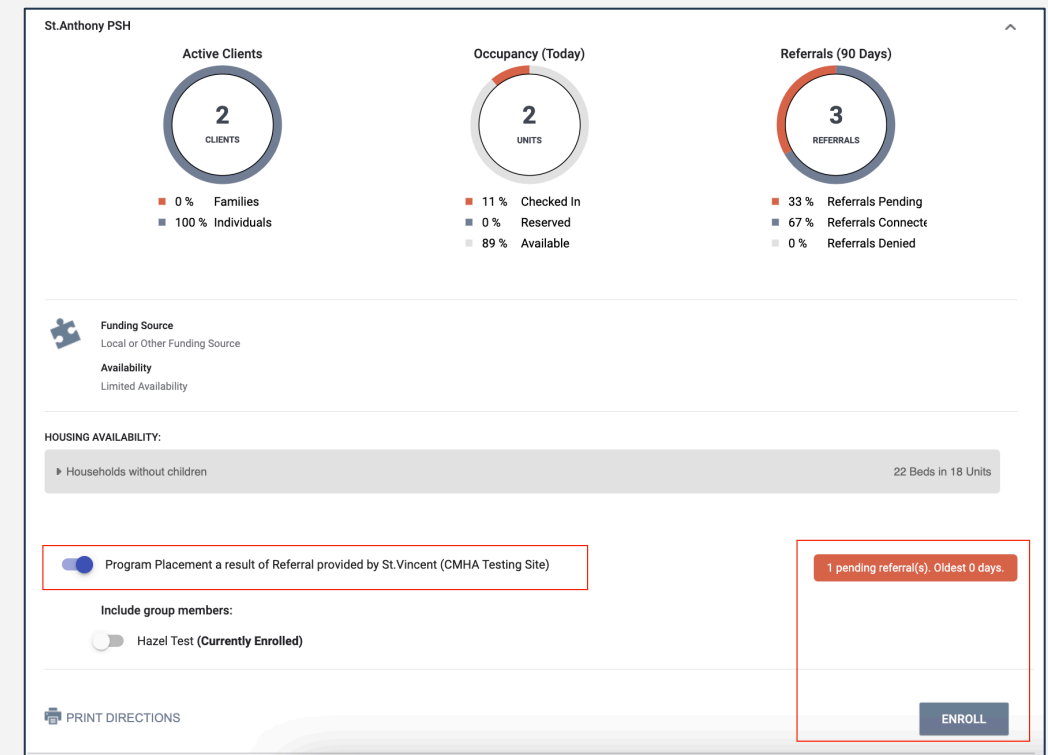 St.Anthony PSH
Active Clients
2
CLIENTS
0 % Families
100 % Individuals
Occupancy (Today)
2
UNITS
11 % Checked In
0 % Reserved
89 % Available
Referrals (90 Days)
3
REFERRALS
33 % Referrals Pending
67 % Referrals Connecte
0 % Referrals Denied
Funding Source
Local or Other Funding Source
Availability
Limited Availability
HOUSING AVAILABILITY:
Households without children 22 Beds in 18 Units
Program Placement a result of Referral provided by St.Vincent (CMHA Testing Site)
1 pending referral(s). Oldest 0 days.
Include group members:
Hazel Test (Currently Enrolled)
PRINT DIRECTIONS
ENROLL